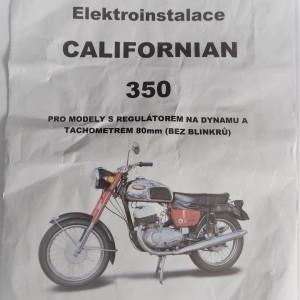 Elektroinstalace
CALIFORNIAN
350
PRO MODELY S REGULÁTOREM NA DYNAMU A
TACHOMETREM 80mm (BEZ BLINKRŮ)